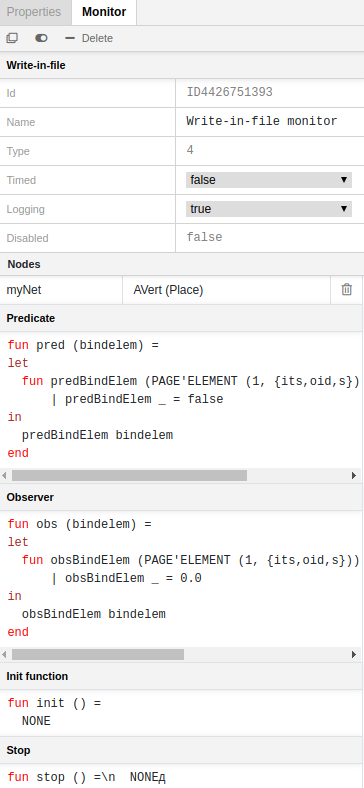 Properties Monitor
Delete
Write-in-file
Id ID4426751393
Name Write-in-file monitor
Type 4
Timed false
Logging true
Disabled false
Nodes
myNet AVert (Place)
Predicate
fun pred (bindelem) =
let
  fun predBindElem (PAGE'ELEMENT (1, {its,oid,s})
      | predBindElem _ = false
in
  predBindElem bindelem
end
Observer
fun obs (bindelem) =
let
  fun obsBindElem (PAGE'ELEMENT (1, {its,oid,s}))
      | obsBindElem _ = 0.0
in
  obsBindElem bindelem
end
Init function
fun init () =
  NONE
Stop
fun stop () =\n  NONEд